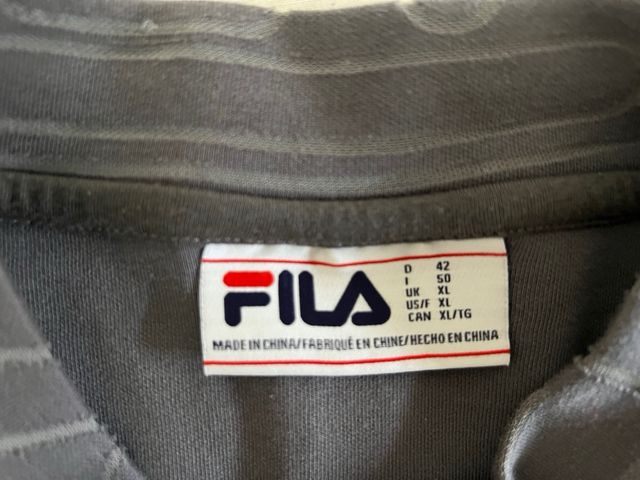 FILA
D 42
I 50
UK XL
US/F XL
CAN XL/TG
MADE IN CHINA/FABRIQUÉ EN CHINE/HECHO EN CHINA